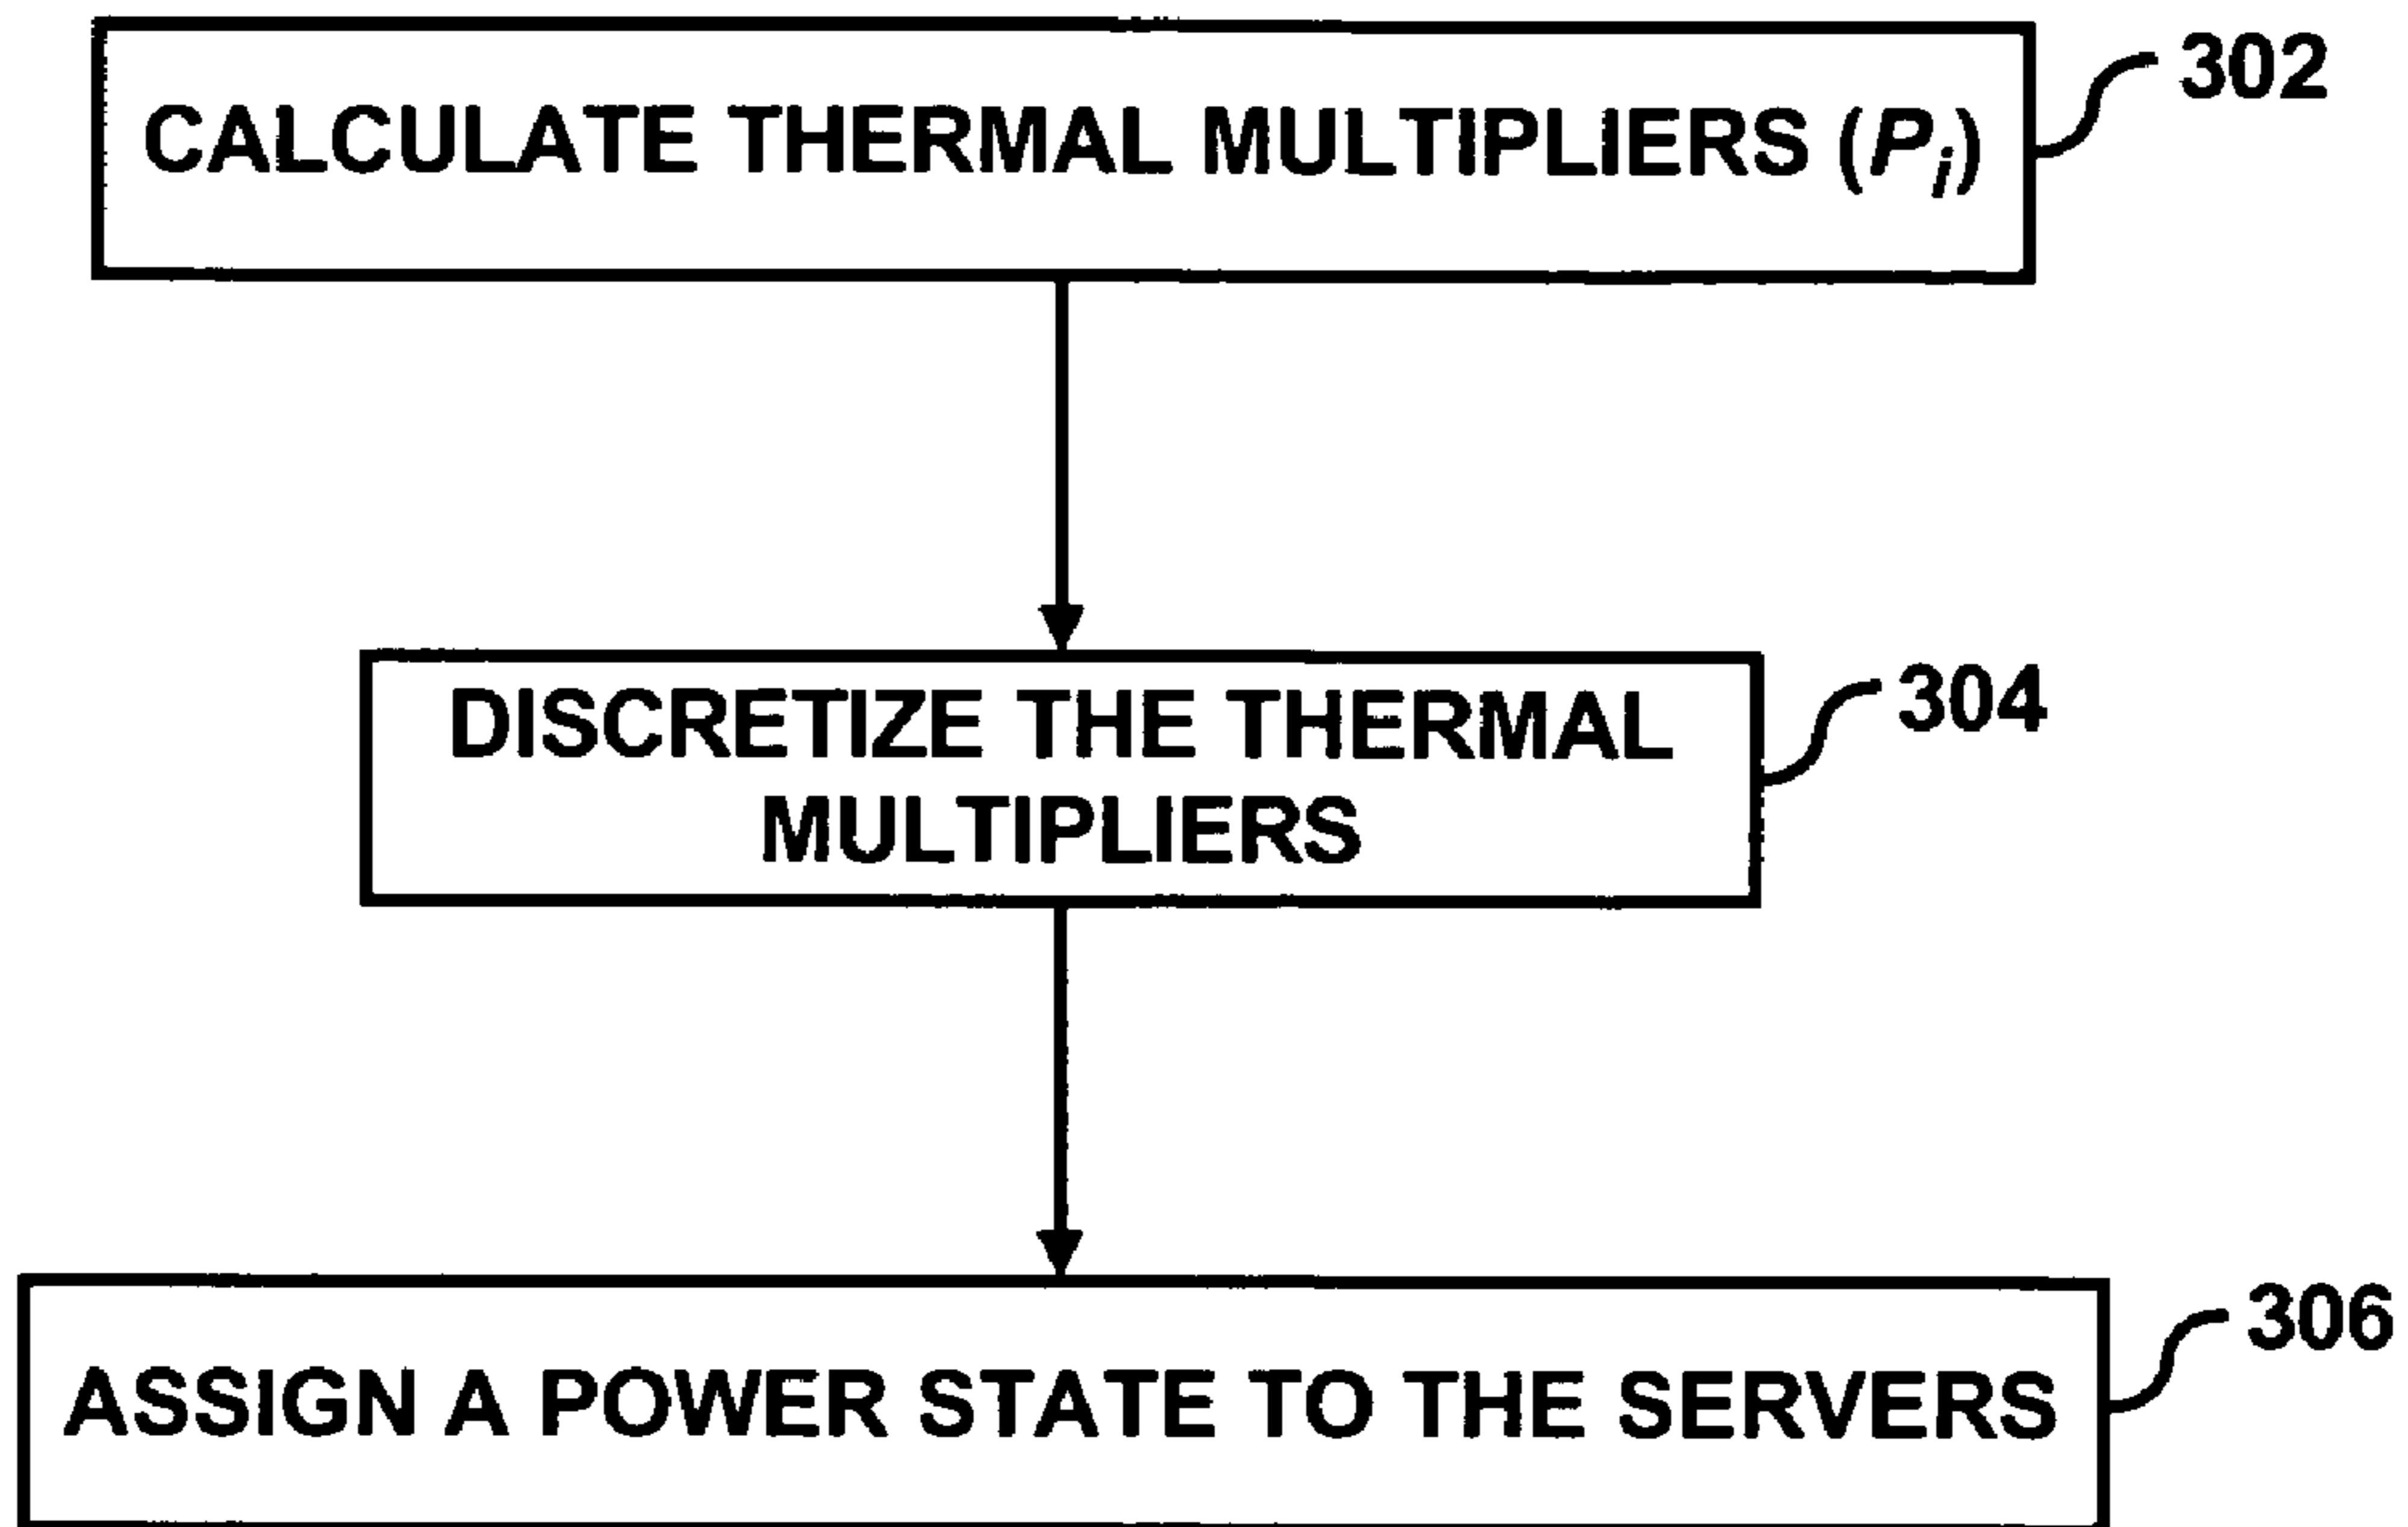 302
CALCULATE THERMAL MULTIPLIERS (Pi)
304
DISCRETIZE THE THERMAL
MULTIPLIERS
306
ASSIGN A POWER STATE TO THE SERVERS